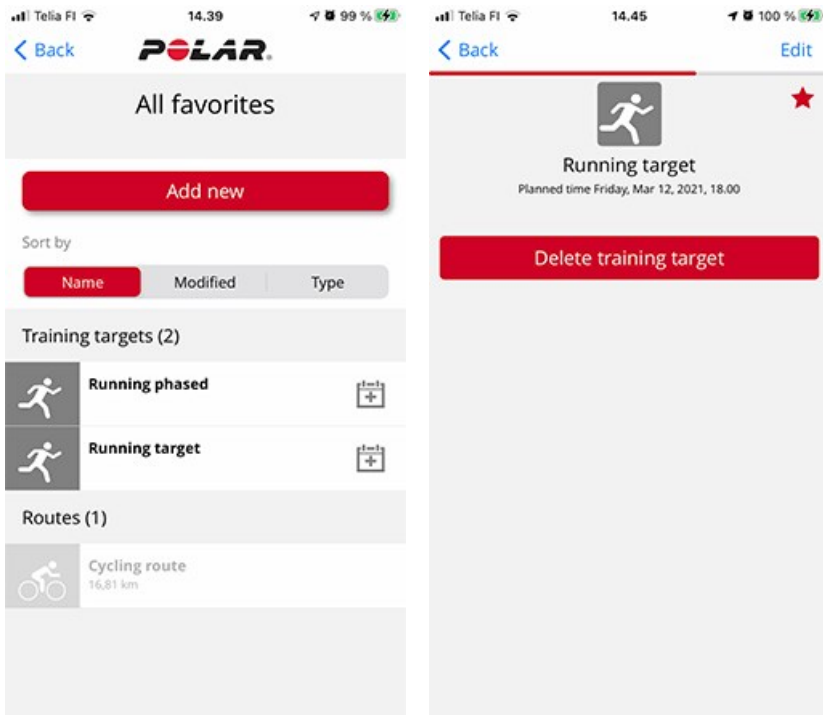 Telia FI 14.39 99 %
Back POLAR.
All favorites
Add new
Sort by
Name Modified Type
Training targets (2)
Running phased
Running target
Routes (1)
Cycling route
16,81 km
Telia FI 14.45 100 %
Back Edit
Running target
Planned time Friday, Mar 12, 2021, 18.00
Delete training target